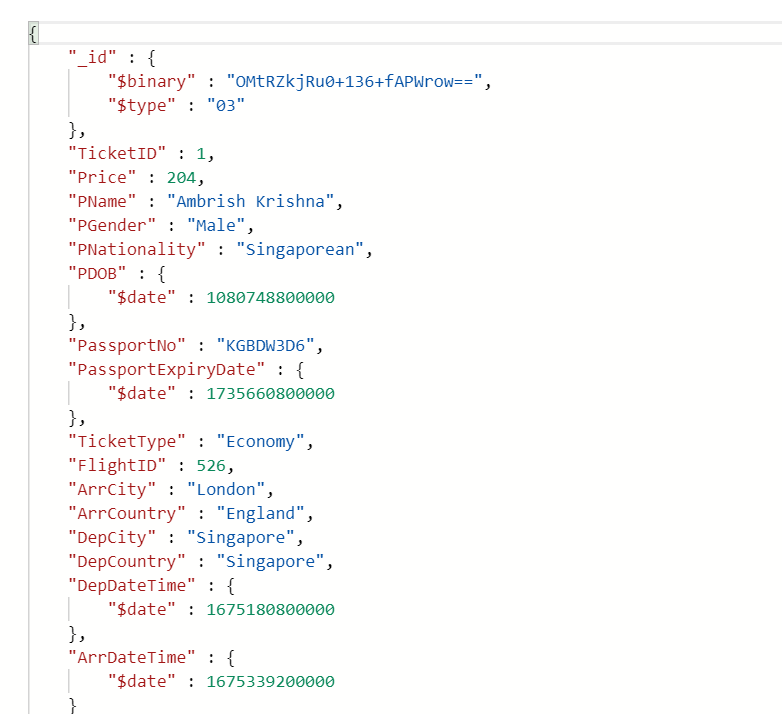 {
"_id" : {
"$binary" : "OMtRZkjRu0+136+fAPWrow==",
"$type" : "03"
},
"TicketID" : 1,
"Price" : 204,
"PName" : "Ambrish Krishna",
"PGender" : "Male",
"PNationality" : "Singaporean",
"PDOB" : {
"$date" : 1080748800000
},
"PassportNo" : "KGBDW3D6",
"PassportExpiryDate" : {
"$date" : 1735660800000
},
"TicketType" : "Economy",
"FlightID" : 526,
"ArrCity" : "London",
"ArrCountry" : "England",
"DepCity" : "Singapore",
"DepCountry" : "Singapore",
"DepDateTime" : {
"$date" : 1675180800000
},
"ArrDateTime" : {
"$date" : 1675339200000
}